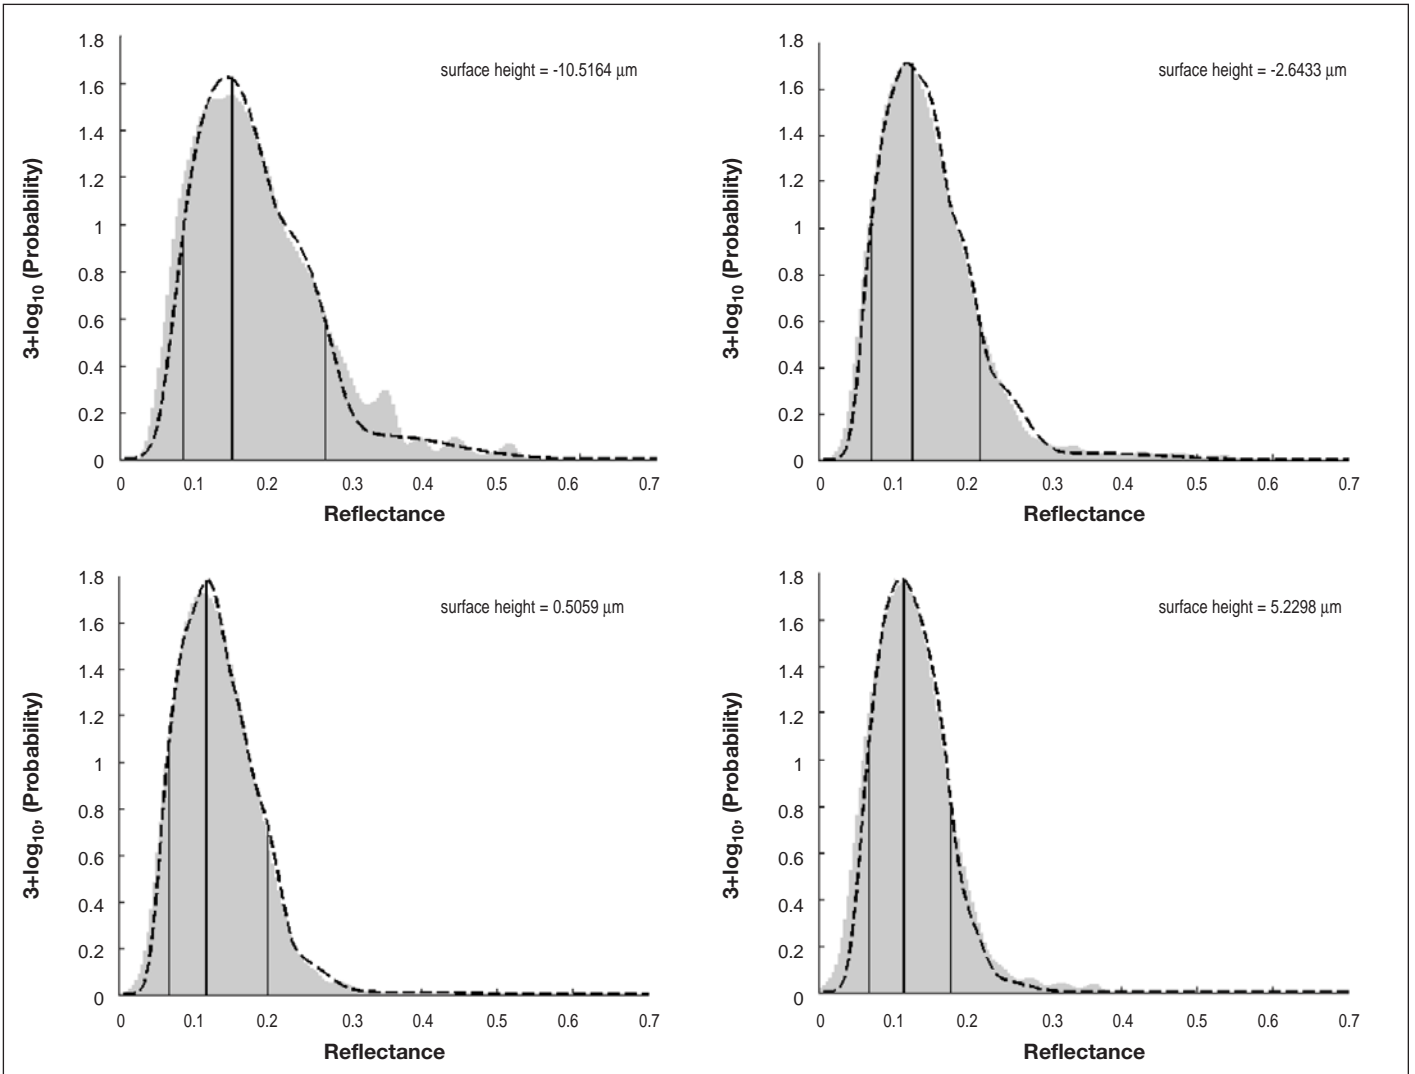 surface height = -10.5164 μm
1.8
1.6
1.4
1.2
1
0.8
0.6
0.4
0.2
0
3+log10 (Probability)
0 0.1 0.2 0.3 0.4 0.5 0.6 0.7
Reflectance
surface height = -2.6433 μm
1.8
1.6
1.4
1.2
1
0.8
0.6
0.4
0.2
0
3+log10 (Probability)
0 0.1 0.2 0.3 0.4 0.5 0.6 0.7
Reflectance
surface height = 0.5059 μm
1.8
1.6
1.4
1.2
1
0.8
0.6
0.4
0.2
0
3+log10, (Probability)
0 0.1 0.2 0.3 0.4 0.5 0.6 0.7
Reflectance
surface height = 5.2298 μm
1.8
1.6
1.4
1.2
1
0.8
0.6
0.4
0.2
0
3+log10, (Probability)
0 0.1 0.2 0.3 0.4 0.5 0.6 0.7
Reflectance